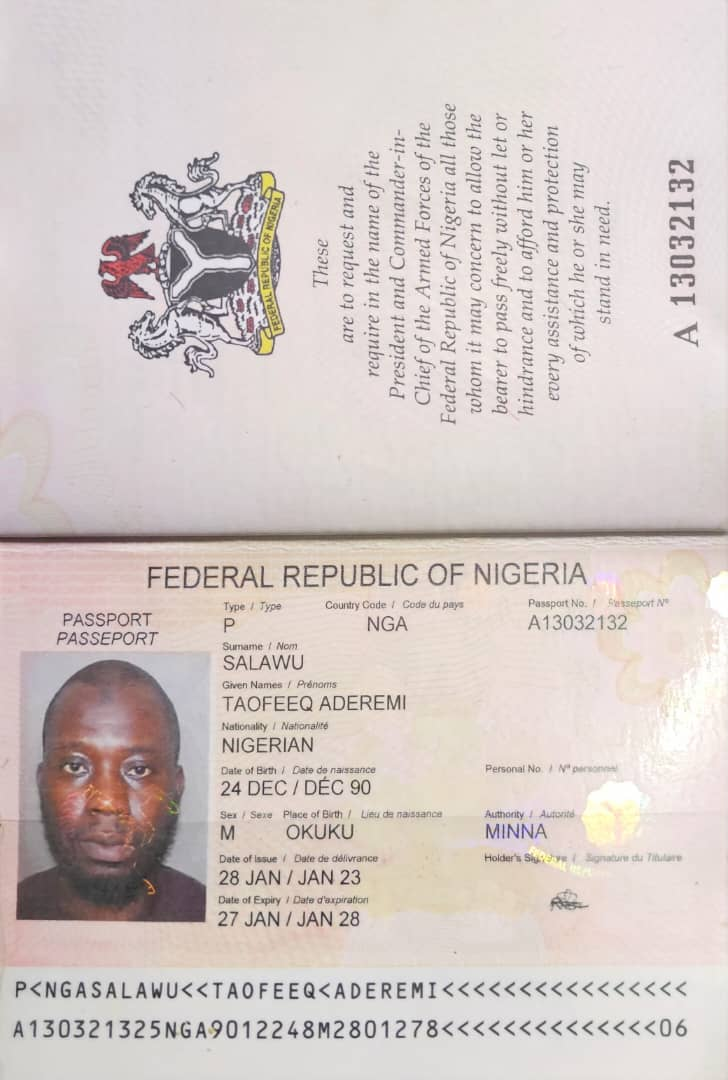 FEDERAL REPUBLIC OF NIGERIA
These
are to request and
require in the name of the
President and Commander-in-
Chief of the Armed Forces of the
Federal Republic of Nigeria all those
whom it may concern to allow the
bearer to pass freely without let or
hindrance and to afford him or her
every assistance and protection
of which he or she may
stand in need.
A 13032132
FEDERAL REPUBLIC OF NIGERIA
PASSPORT
PASSEPORT
Type / Type Country Code / Code du pays Passport No. / Passeport N°
P NGA A13032132
Surname / Nom
SALAWU
Given Names / Prénoms
TAOFEEQ ADEREMI
Nationality / Nationalité
NIGERIAN
Date of Birth / Date de naissance Personal No. / N° personnel
24 DEC / DÉC 90
Sex / Sexe Place of Birth / Lieu de naissance Authority / Autorité
M OKUKU MINNA
Date of Issue / Date de délivrance Holder's / Signature du Titulaire
28 JAN / JAN 23
Date of Expiry / Date d'expiration
27 JAN / JAN 28
P<NGASALAWU<<TAOFEEQ<ADEREMI<<<<<<<<<<<<<<<<
A130321325NGA9012248M2801278<<<<<<<<<<<<<<06